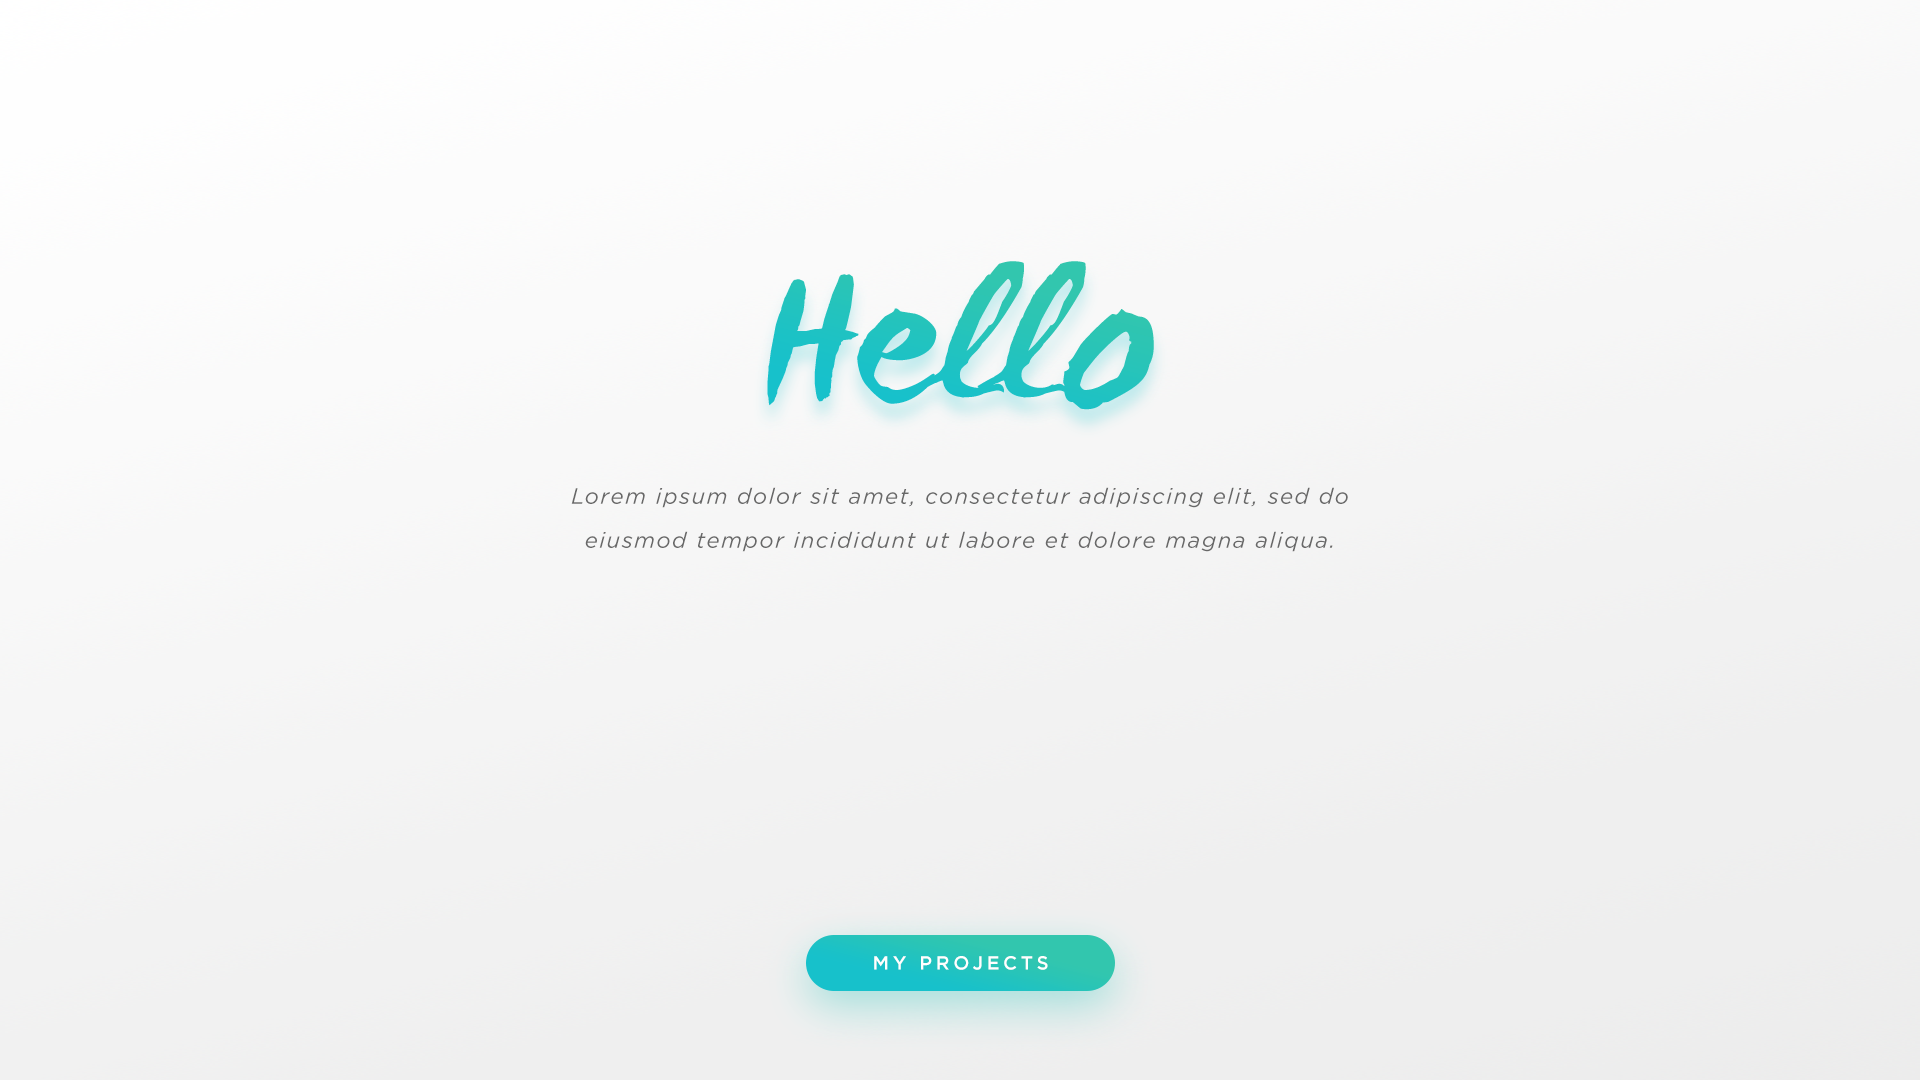 Hello
Lorem ipsum dolor sit amet, consectetur adipiscing elit, sed do
eiusmod tempor incididunt ut labore et dolore magna aliqua.
MY PROJECTS